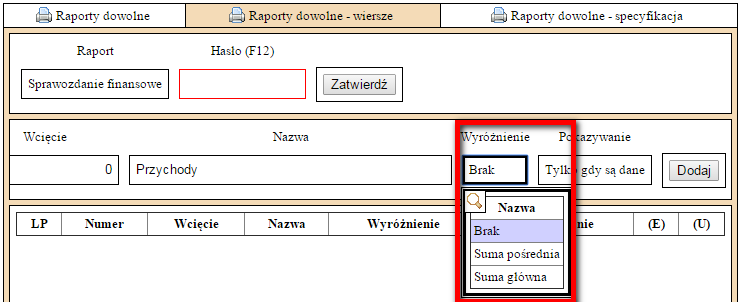 Raporty dowolne Raporty dowolne - wiersze Raporty dowolne - specyfikacja
Raport Hasło (F12)
Sprawozdanie finansowe Zatwierdź
Wcięcie Nazwa Wyróżnienie Pokazywanie
0 Przychody Brak Tylko gdy są dane Dodaj
LP Numer Wcięcie Nazwa Wyróżnienie nie (E) (U)
Nazwa
Brak
Suma pośrednia
Suma główna